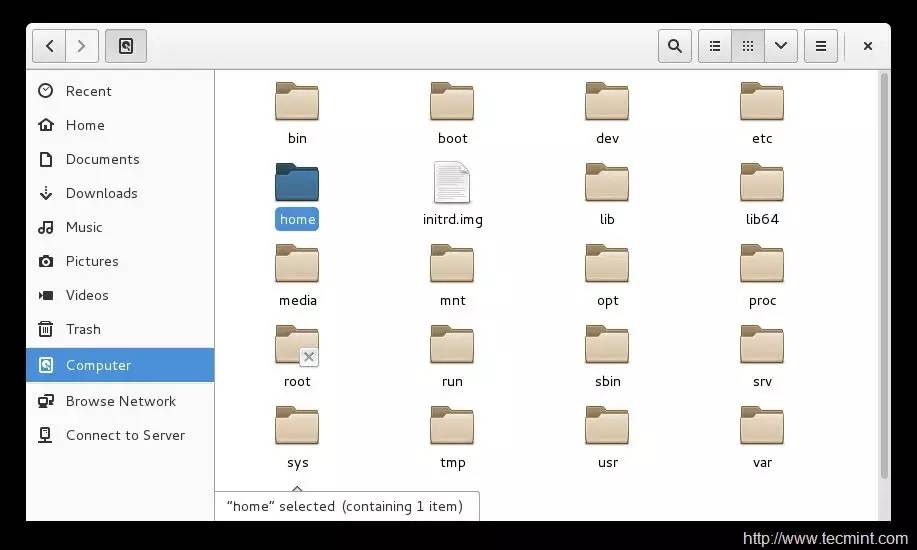 Recent
Home
Documents
Downloads
Music
Pictures
Videos
Trash
Computer
Browse Network
Connect to Server
bin boot dev etc
home initrd.img lib lib64
media mnt opt proc
root run sbin srv
sys tmp usr var
“home” selected (containing 1 item)
http://www.tecmint.com